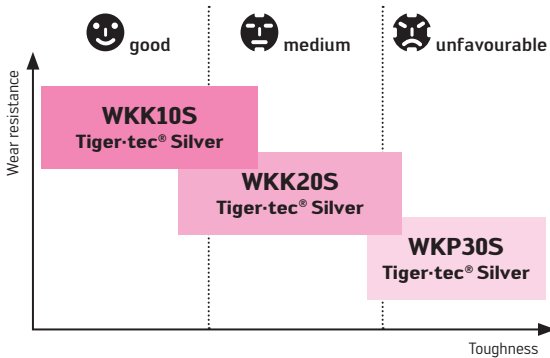 good
medium
unfavourable
Wear resistance
WKK10S
Tiger·tec® Silver
WKK20S
Tiger·tec® Silver
WKP30S
Tiger·tec® Silver
Toughness